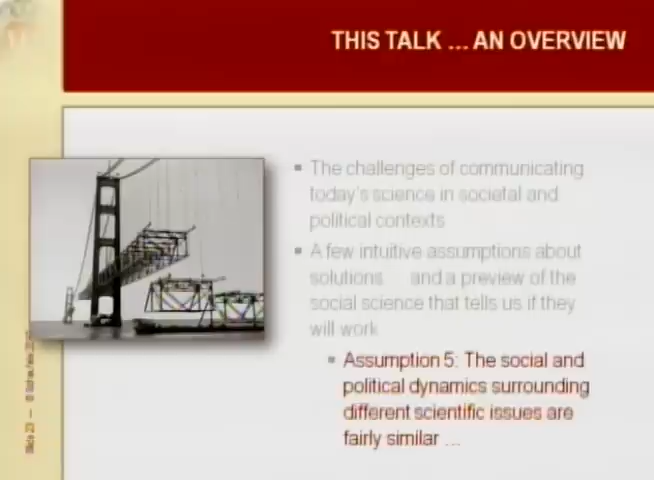 THIS TALK ... AN OVERVIEW
The challenges of communicating
today's science in societal and
political contexts
A few intuitive assumptions about
solutions and a preview of the
social science that tells us if they
will work
Assumption 5: The social and
political dynamics surrounding
different scientific issues are
fairly similar ...